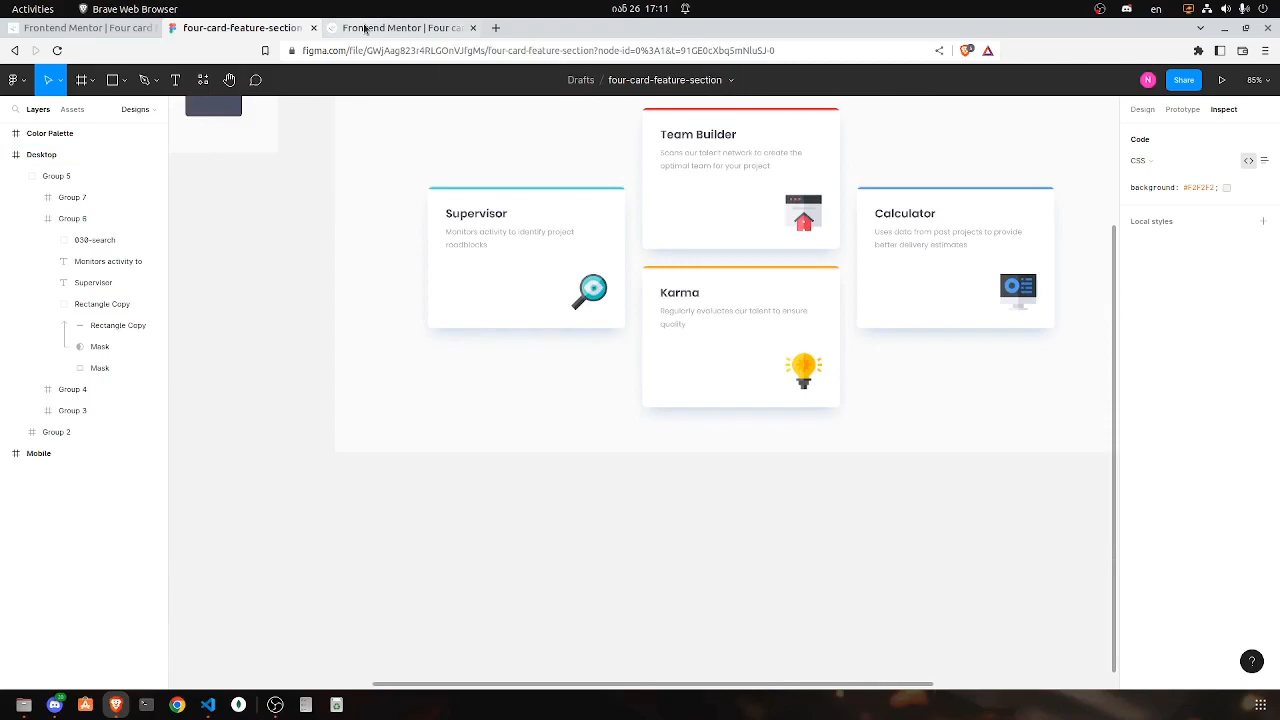 Activities
Brave Web Browser
οδβ 26 17:11
20
en
Frontend Mentor | Four card
four-card-feature-section
Frontend Mentor | Four car
figma.com/file/GWjAag823r4RLGOnVJfgMs/four-card-feature-section?node-id=0%3A1&t=91GE0cXbq5mNluSJ-0
Drafts / four-card-feature-section
N
Share
85%
Layers
Assets
Designs
Color Palette
Desktop
Group 5
Group 7
Group 6
030-search
Monitors activity to
Supervisor
Rectangle Copy
Rectangle Copy
Mask
Mask
Group 4
Group 3
Group 2
Mobile
Team Builder
Scans our talent network to create the
optimal team for your project
Supervisor
Monitors activity to identify project
roadblocks
Karma
Regularly evaluates our talent to ensure
quality
Calculator
Uses data from past projects to provide
better delivery estimates
Design
Prototype
Inspect
Code
CSS
background: #F2F2F2;
Local styles
?